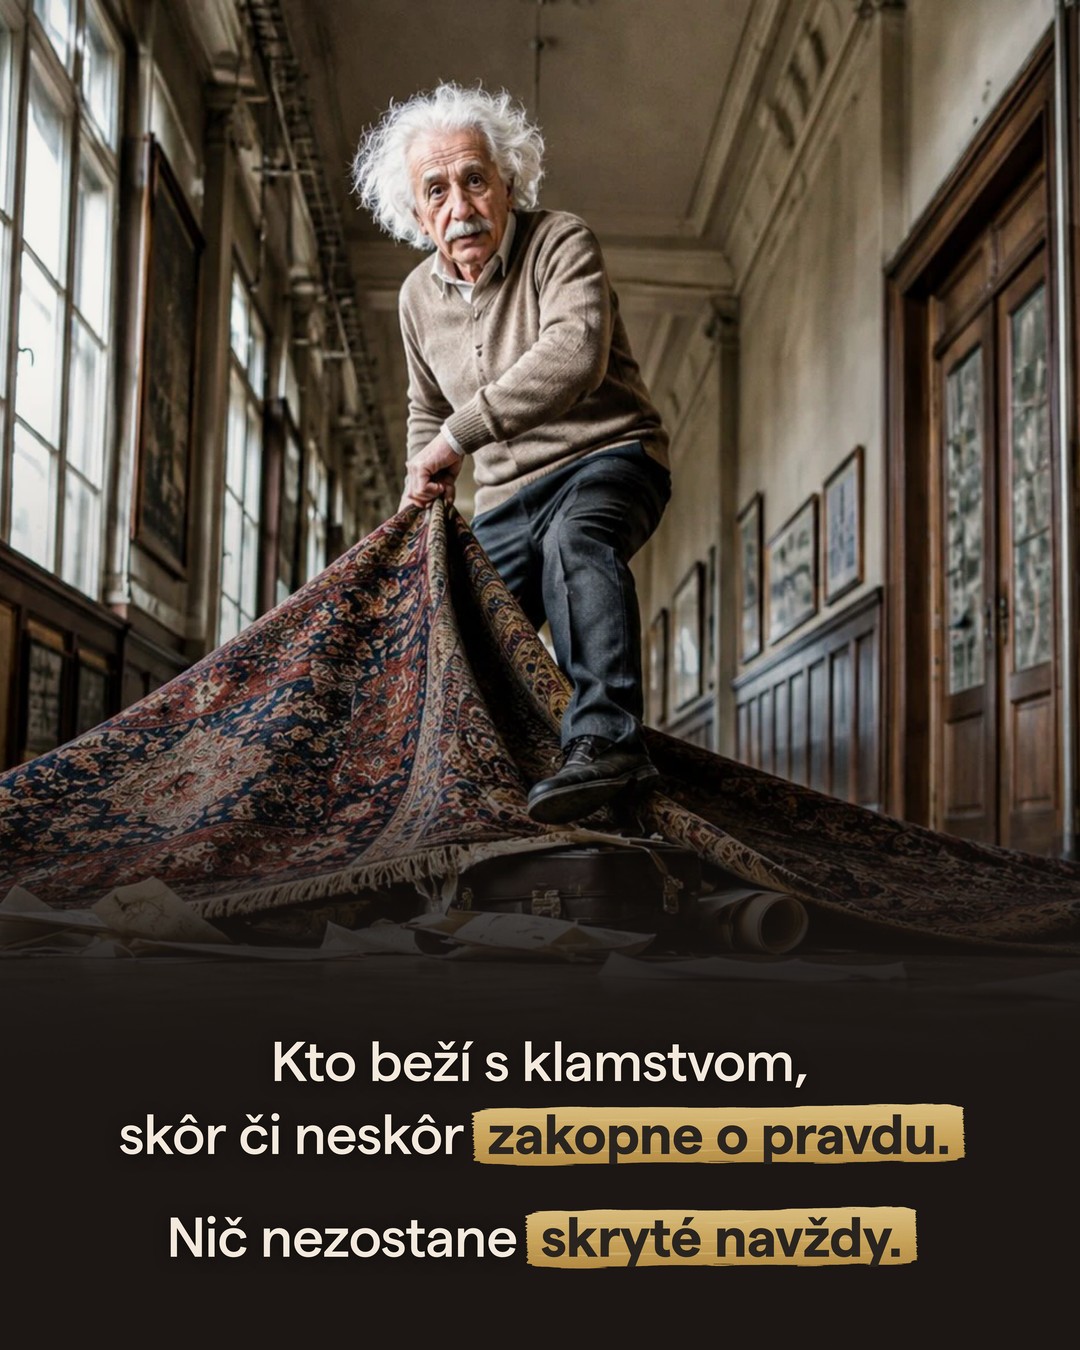 Kto beží s klamstvom,
skôr či neskôr zakopne o pravdu.
Nič nezostane skryté navždy.